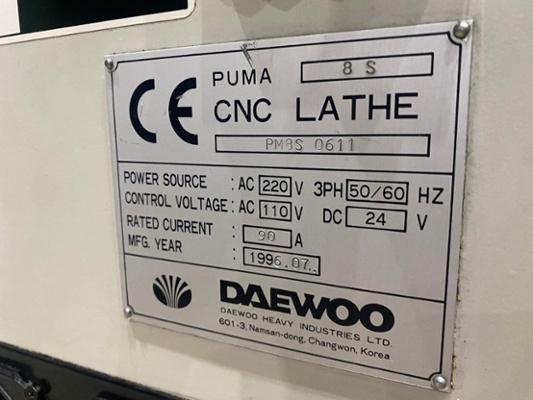 CE PUMA 8 S
CNC LATHE
PM8S 0611
POWER SOURCE : AC 220 V 3PH 50/60 HZ
CONTROL VOLTAGE : AC 110 V DC 24 V
RATED CURRENT : 90 A
MFG. YEAR : 1996.07.
DAEWOO
DAEWOO HEAVY INDUSTRIES LTD.
601-3, Namsan-dong, Changwon, Korea